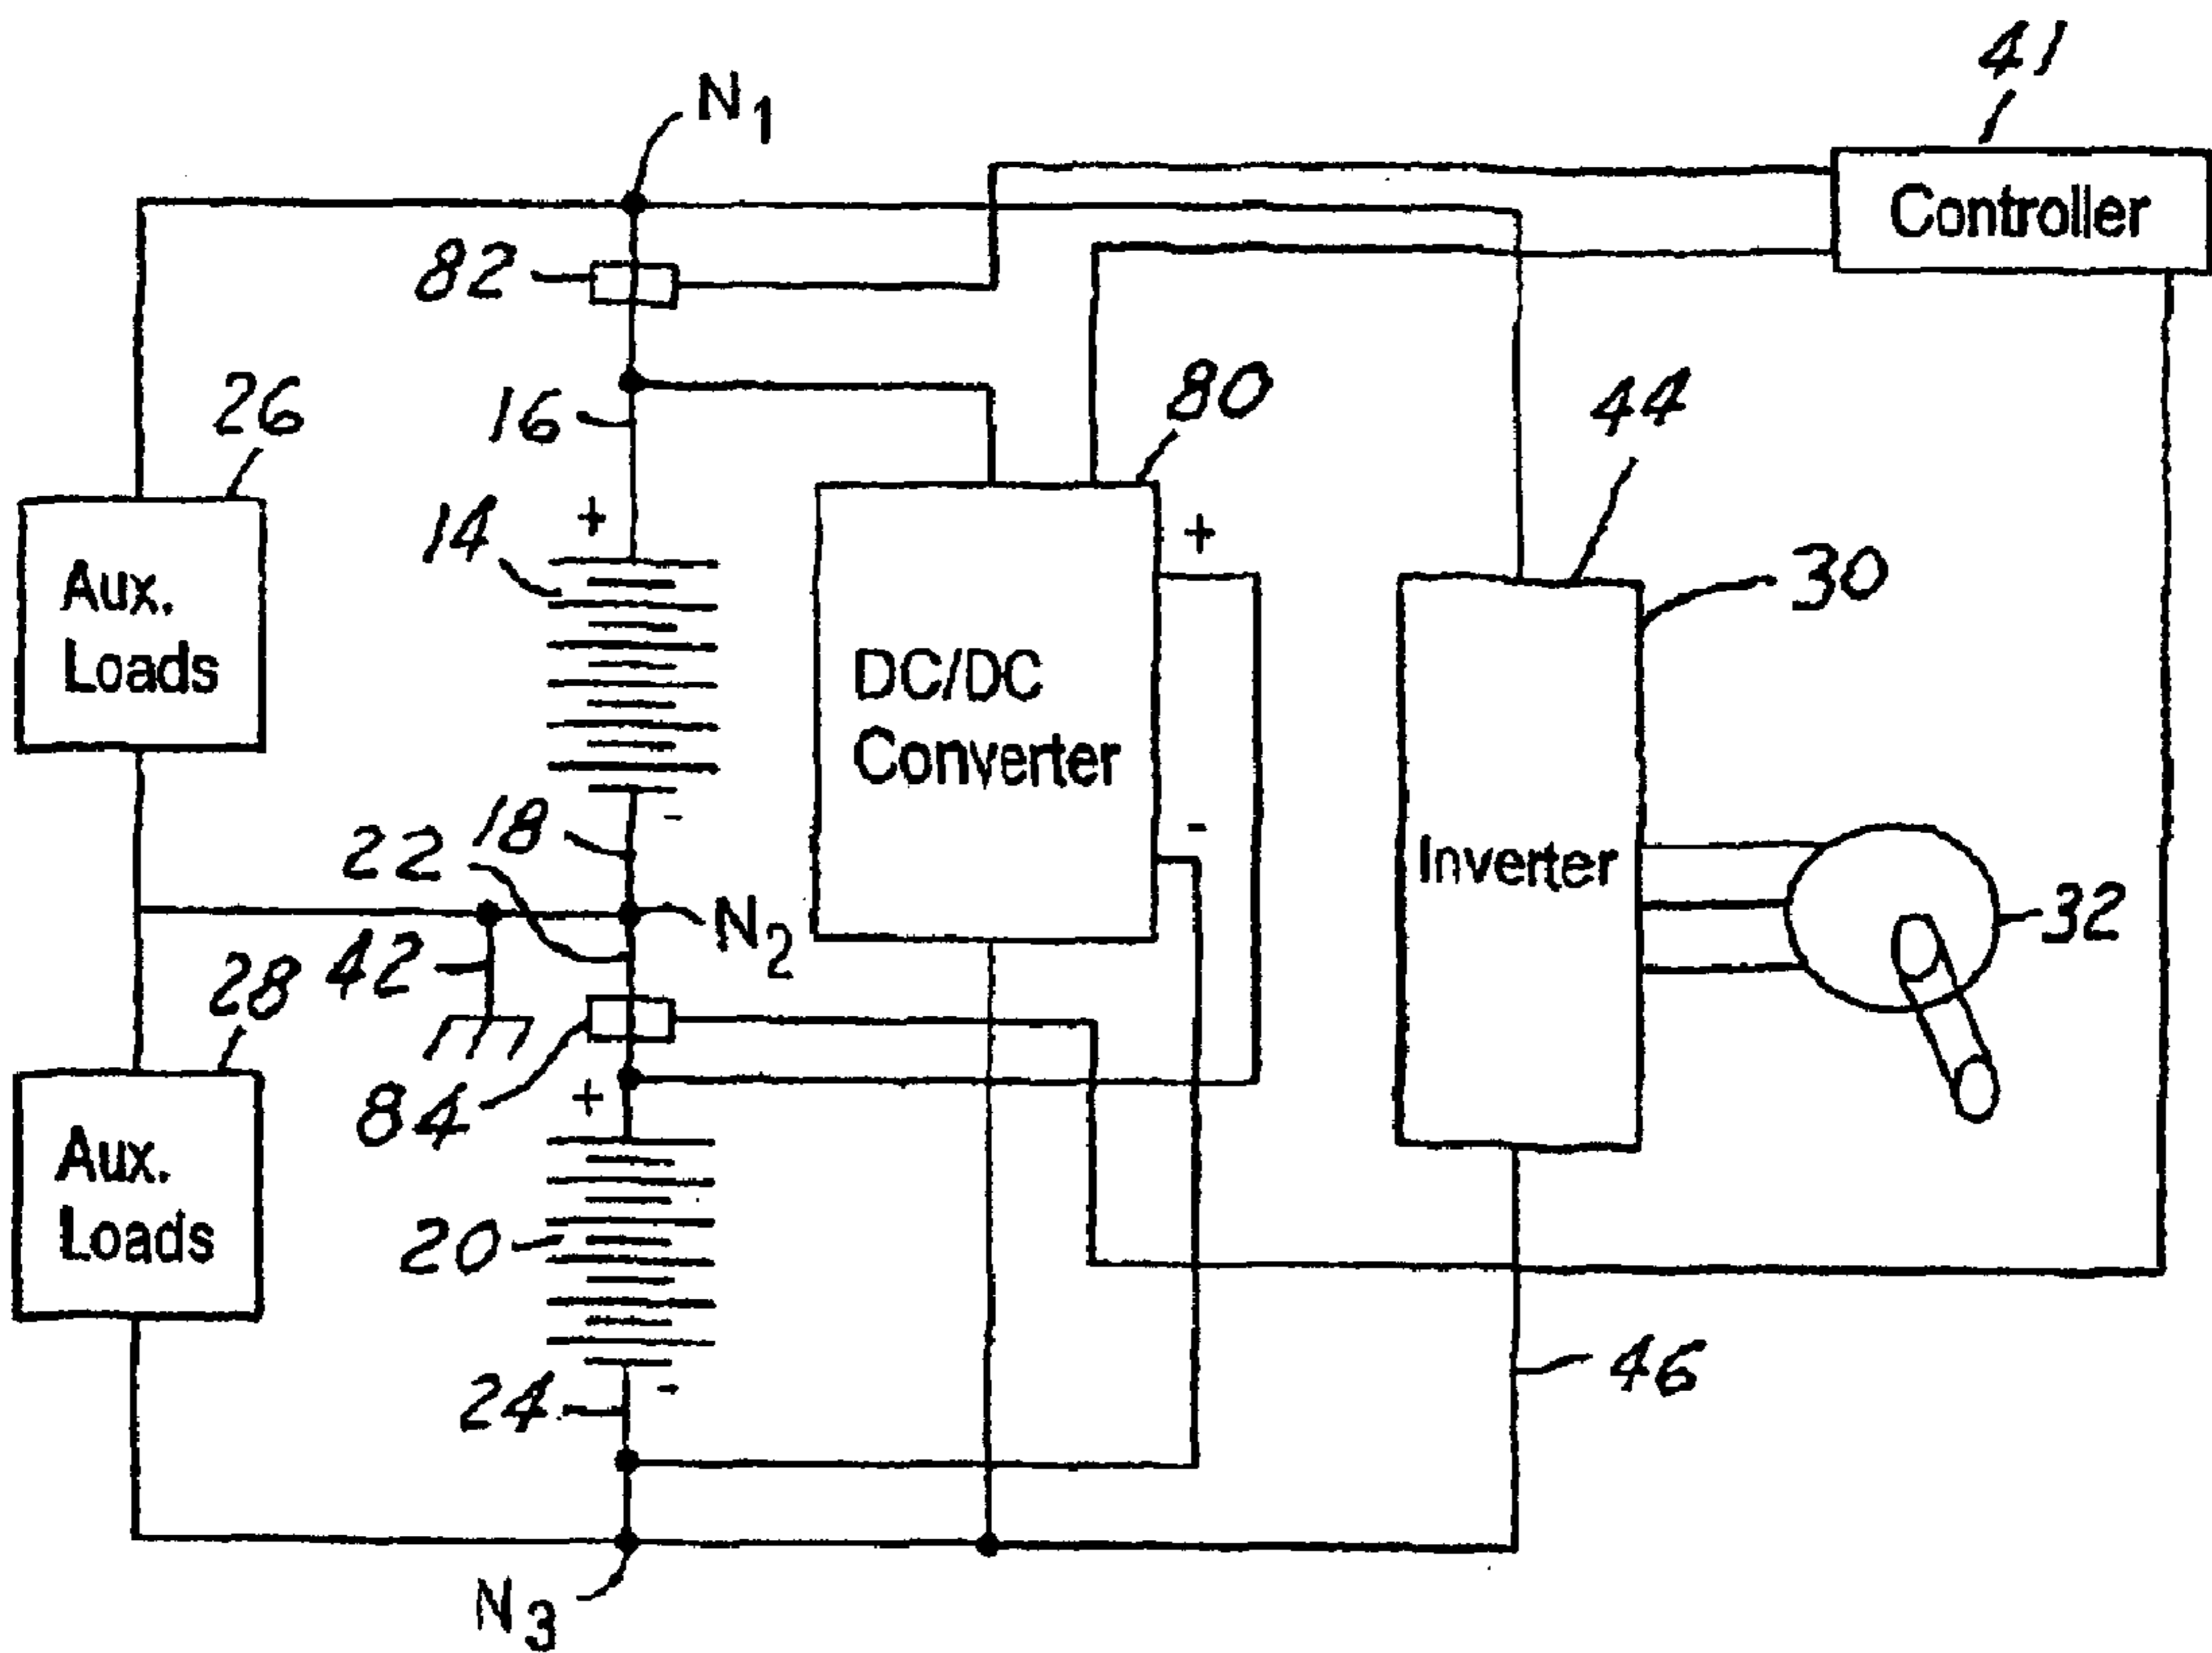 41
N1
Controller
82
26
16
80
44
14
+
+
30
Aux.
Loads
DC/DC
Converter
18
-
-
22
Inverter
N2
32
42
28
84
+
Aux.
Loads
20
46
24
-
N3